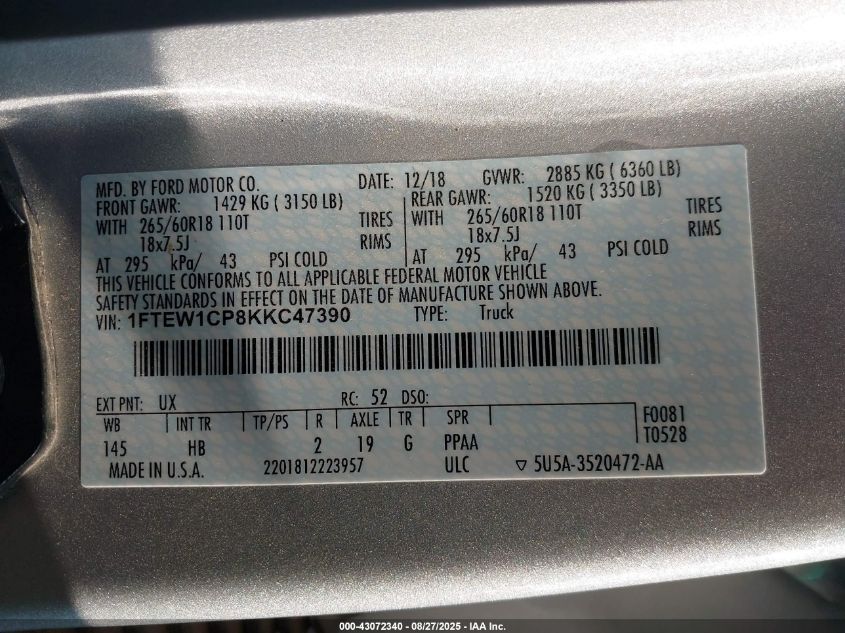 MFD. BY FORD MOTOR CO. DATE: 12/18 GVWR: 2885 KG ( 6360 LB)
FRONT GAWR: 1429 KG ( 3150 LB) REAR GAWR: 1520 KG ( 3350 LB)
WITH 265/60R18 110T TIRES WITH 265/60R18 110T TIRES
18x7.5J RIMS 18x7.5J RIMS
AT 295 kPa/ 43 PSI COLD AT 295 kPa/ 43 PSI COLD
THIS VEHICLE CONFORMS TO ALL APPLICABLE FEDERAL MOTOR VEHICLE
SAFETY STANDARDS IN EFFECT ON THE DATE OF MANUFACTURE SHOWN ABOVE.
VIN: 1FTEW1CP8KKC47390 TYPE: Truck
EXT PNT: UX RC: 52 DSO:
WB INT TR TP/PS R AXLE TR SPR F0081
145 HB 2 19 G PPAA T0528
MADE IN U.S.A. 2201812223957 ULC ▽ 5U5A-3520472-AA
000-43072340 - 08/27/2025 - IAA Inc.